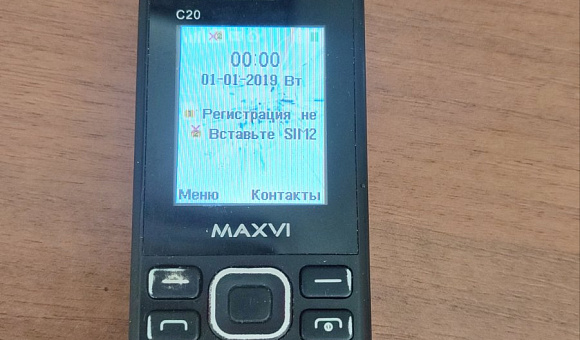 C20
00:00
01-01-2019 Вт
Регистрация не
Вставьте SIM2
Меню Контакты
MAXVI